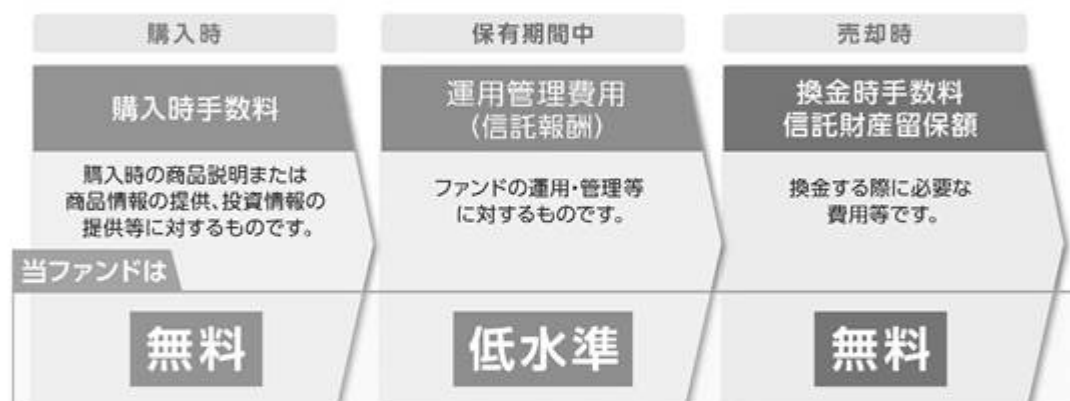 購入時
保有期間中
売却時
購入時手数料
運用管理費用
（信託報酬）
換金時手数料
信託財産留保額
購入時の商品説明または
商品情報の提供、投資情報の
提供等に対するものです。
ファンドの運用・管理等
に対するものです。
換金する際に必要な
費用等です。
当ファンドは
無料
低水準
無料